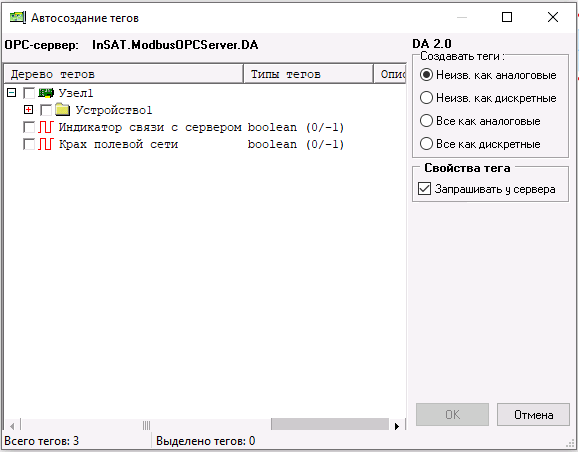 Автосоздание тегов
OPC-сервер: InSAT.ModbusOPCServer.DA
DA 2.0
Дерево тегов Типы тегов Опис
Узел1
Устройство1
Индикатор связи с сервером boolean (0/-1)
Крах полевой сети boolean (0/-1)
Создавать теги :
Неизв. как аналоговые
Неизв. как дискретные
Все как аналоговые
Все как дискретные
Свойства тега
Запрашивать у сервера
OK Отмена
Всего тегов: 3 Выделено тегов: 0